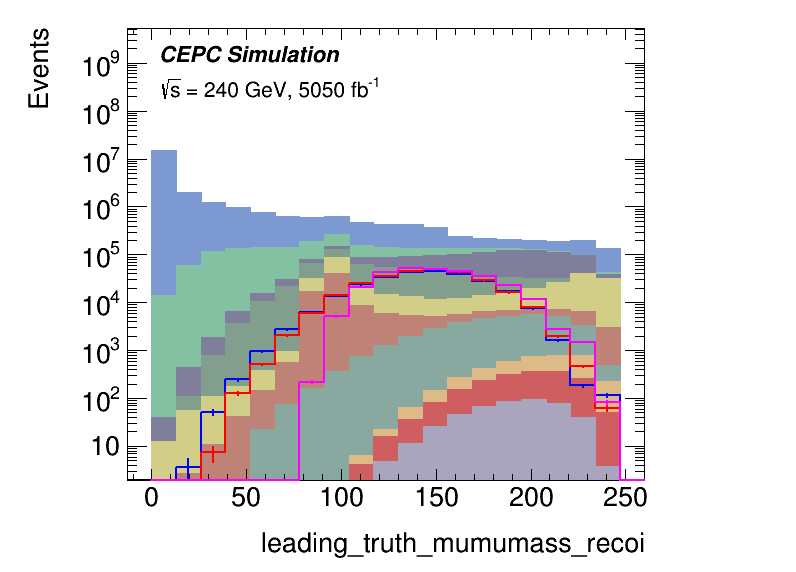 Events
CEPC Simulation
√s = 240 GeV, 5050 fb⁻¹
10⁹
10⁸
10⁷
10⁶
10⁵
10⁴
10³
10²
10
0 50 100 150 200 250
leading_truth_mumumass_recoi